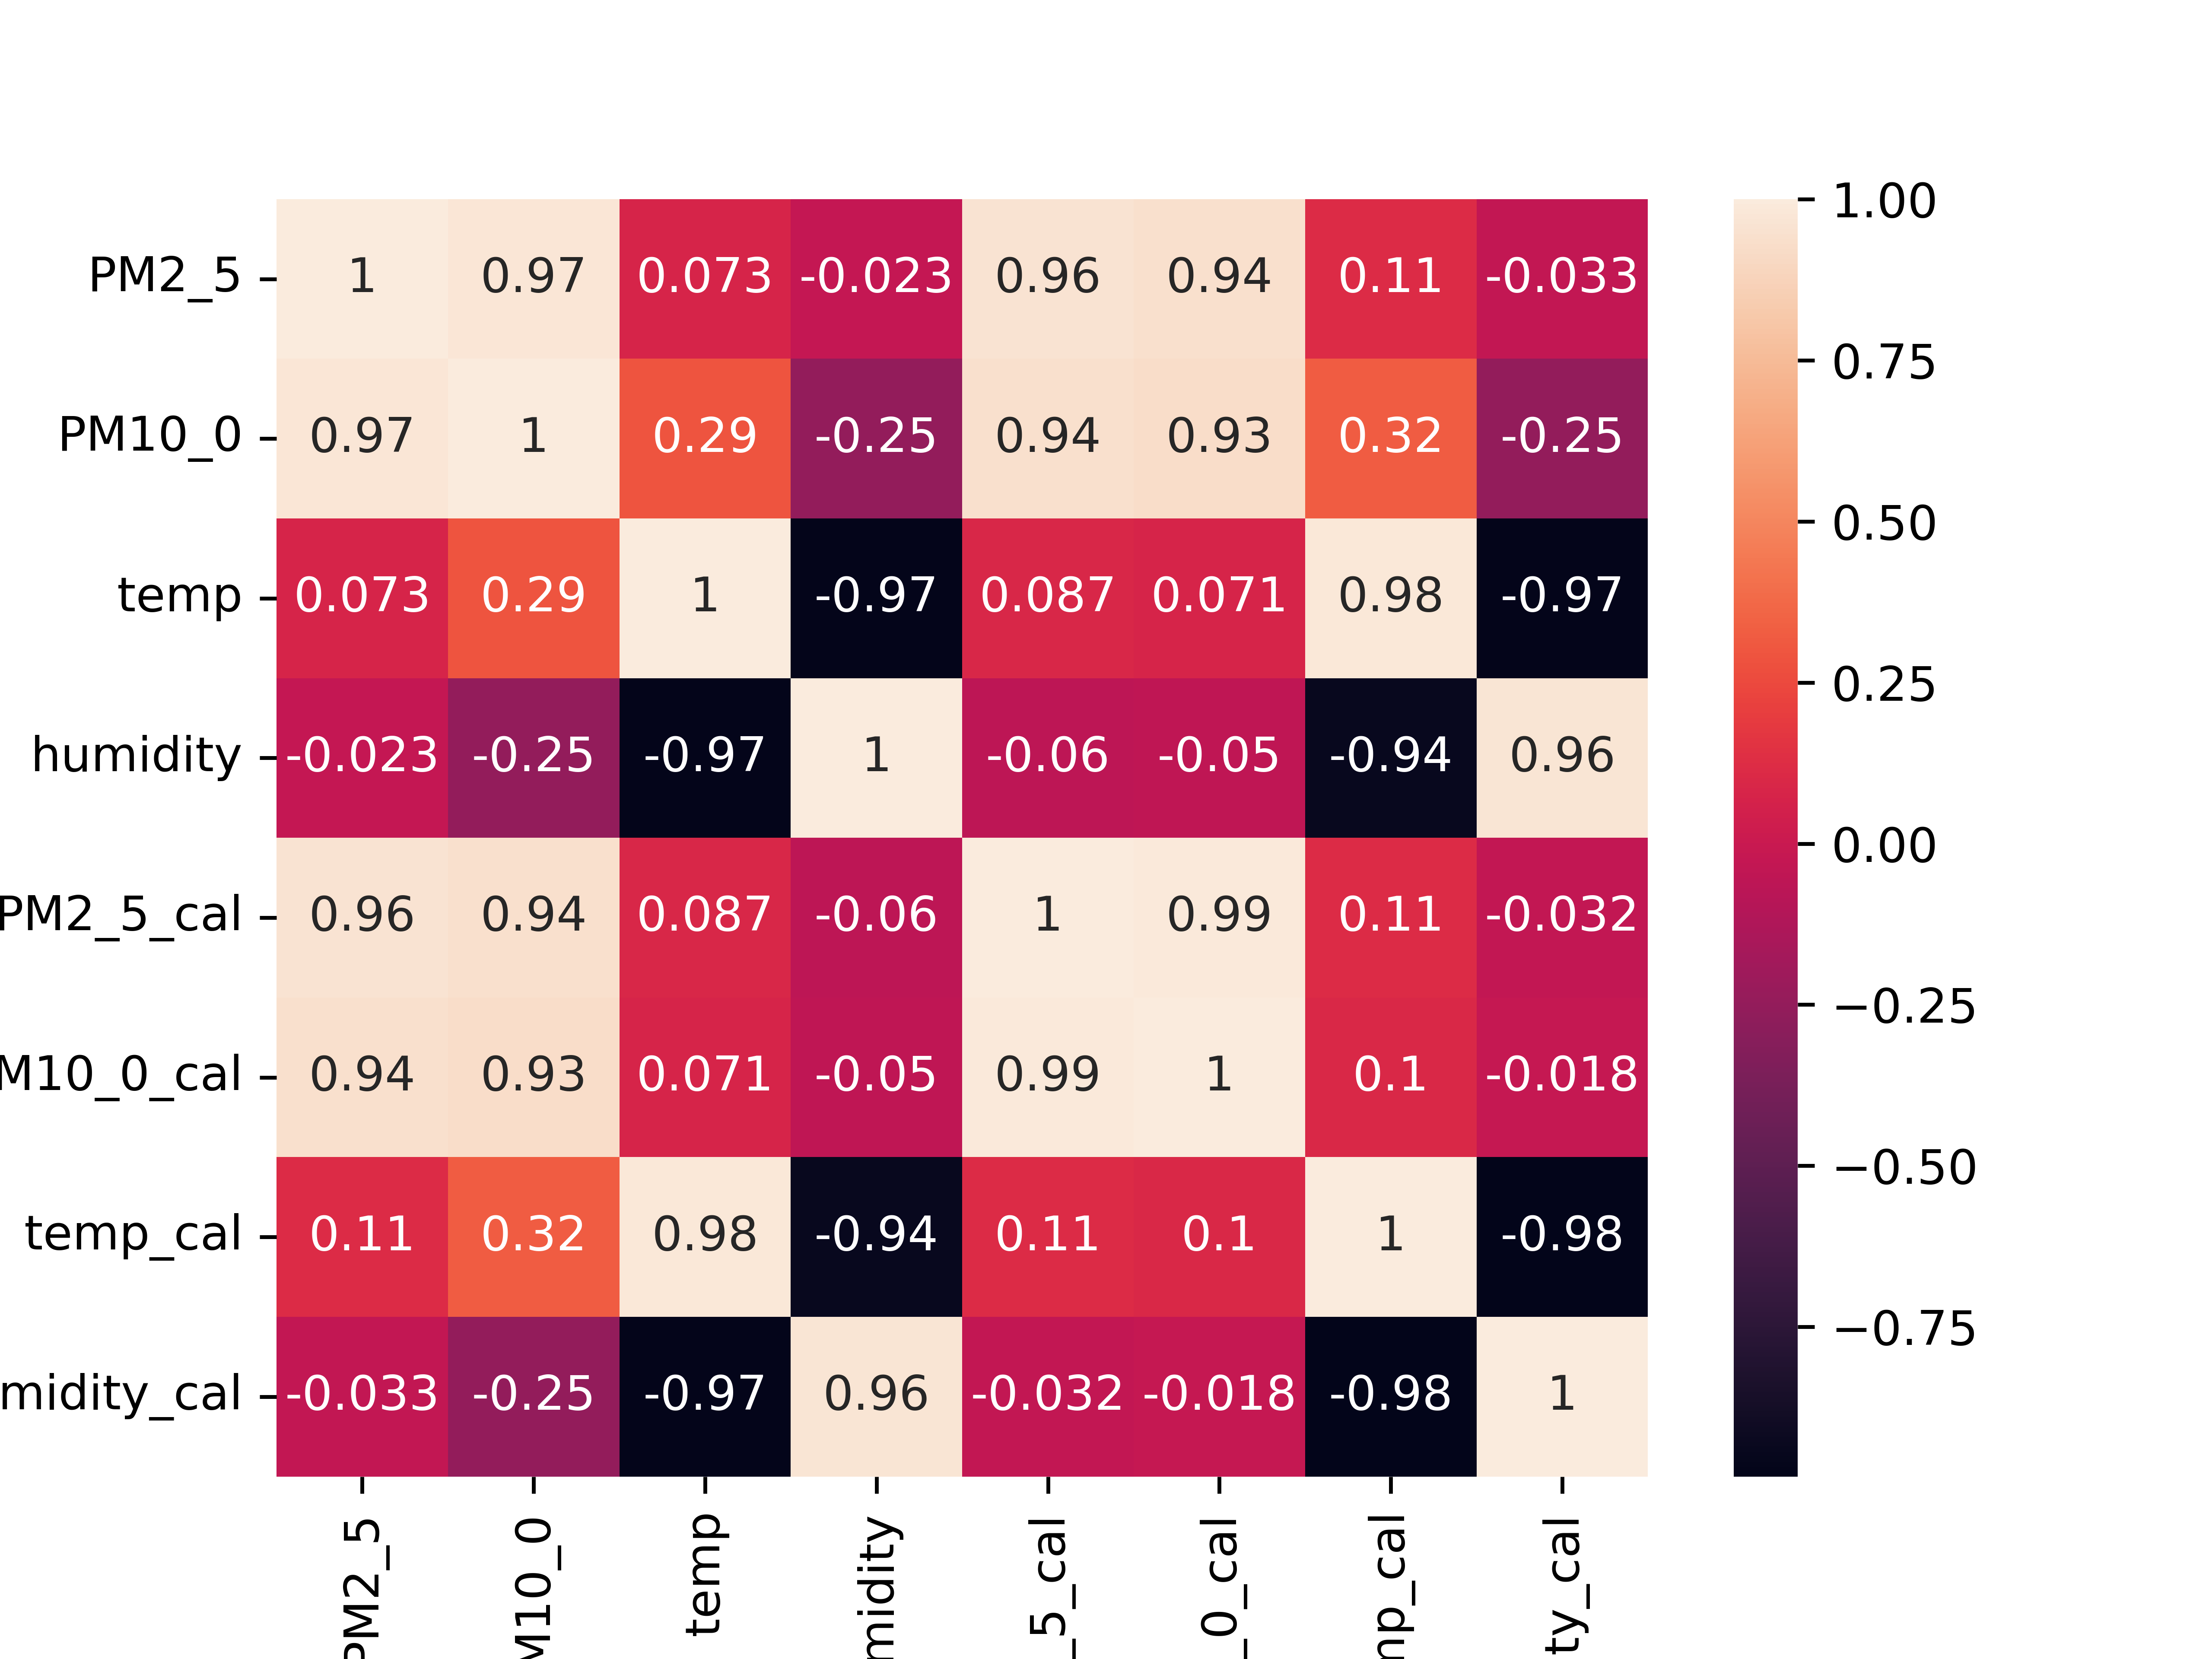 PM2_5 1 0.97 0.073 -0.023 0.96 0.94 0.11 -0.033
PM10_0 0.97 1 0.29 -0.25 0.94 0.93 0.32 -0.25
temp 0.073 0.29 1 -0.97 0.087 0.071 0.98 -0.97
humidity -0.023 -0.25 -0.97 1 -0.06 -0.05 -0.94 0.96
PM2_5_cal 0.96 0.94 0.087 -0.06 1 0.99 0.11 -0.032
M10_0_cal 0.94 0.93 0.071 -0.05 0.99 1 0.1 -0.018
temp_cal 0.11 0.32 0.98 -0.94 0.11 0.1 1 -0.98
midity_cal -0.033 -0.25 -0.97 0.96 -0.032 -0.018 -0.98 1
PM2_5
M10_0
temp
midity
_5_cal
_0_cal
mp_cal
ty_cal
1.00
0.75
0.50
0.25
0.00
−0.25
−0.50
−0.75